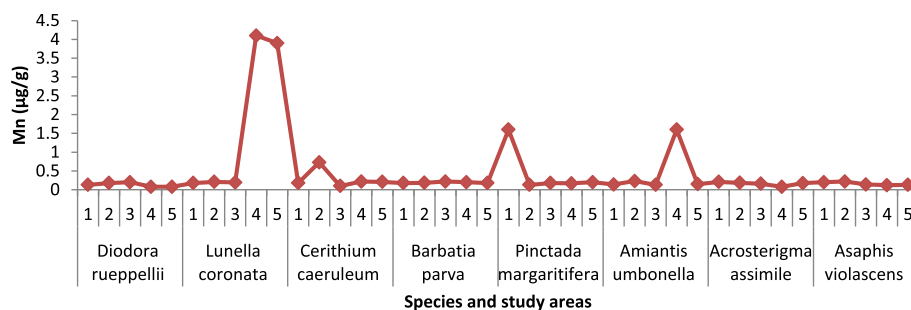 Mn (µg/g)
4.5
4
3.5
3
2.5
2
1.5
1
0.5
0
1 2 3 4 5 1 2 3 4 5 1 2 3 4 5 1 2 3 4 5 1 2 3 4 5 1 2 3 4 5 1 2 3 4 5 1 2 3 4 5
Diodora Lunella Cerithium Barbatia Pinctada Amiantis Acrosterigma Asaphis
rueppellii coronata caeruleum parva margaritifera umbonella assimile violascens
Species and study areas